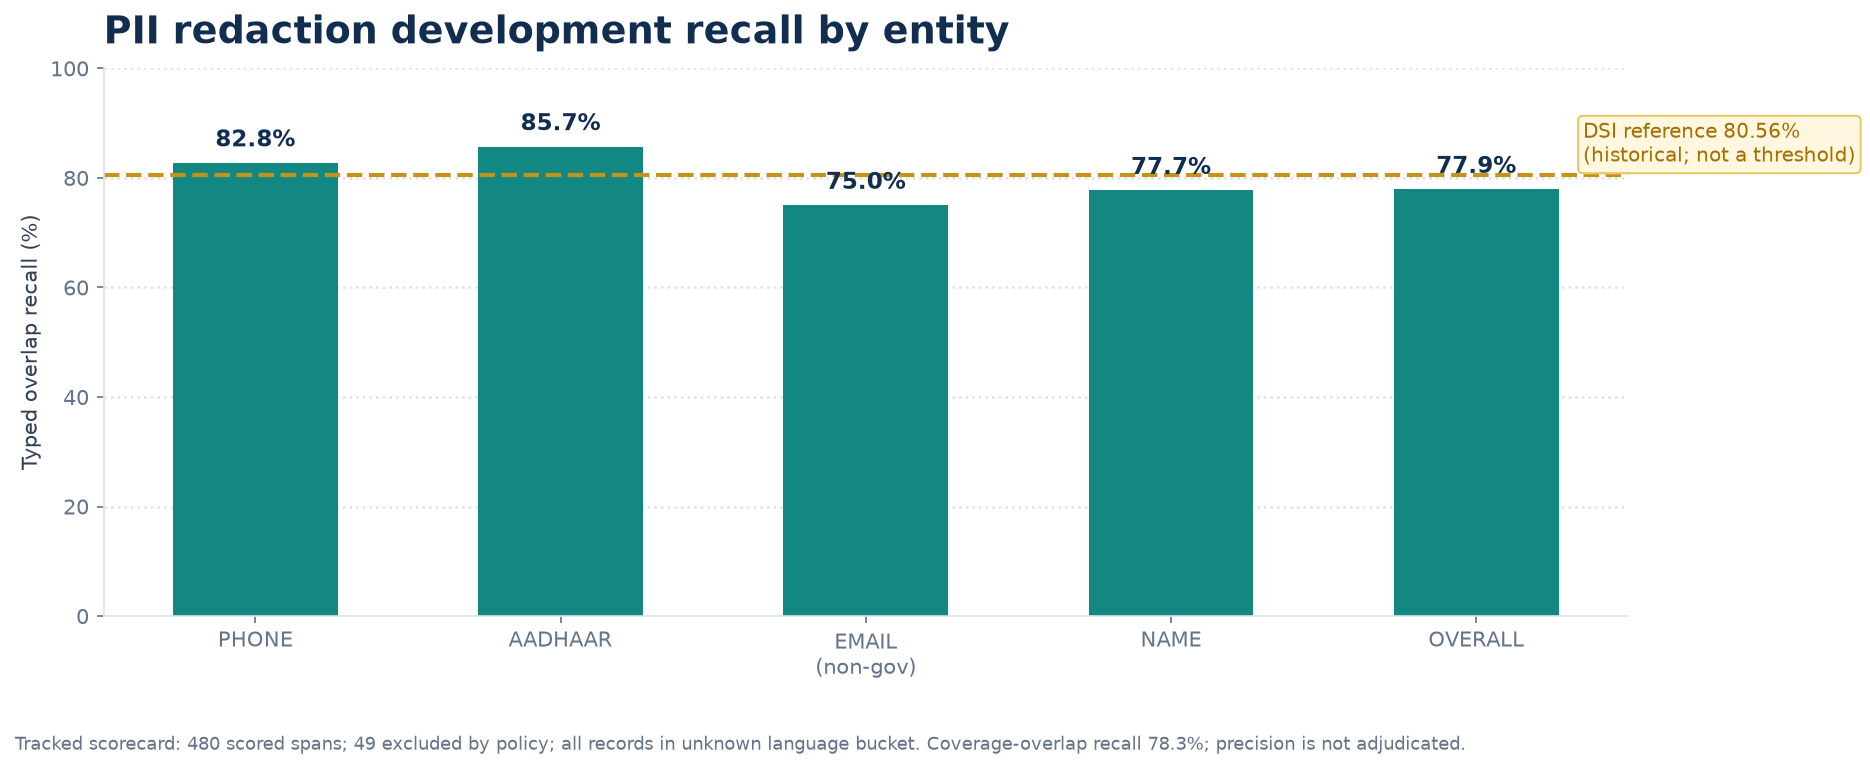 PII redaction development recall by entity
Typed overlap recall (%)
100
80
60
40
20
0
82.8%
85.7%
75.0%
77.7%
77.9%
DSI reference 80.56%
(historical; not a threshold)
PHONE
AADHAAR
EMAIL
(non-gov)
NAME
OVERALL
Tracked scorecard: 480 scored spans; 49 excluded by policy; all records in unknown language bucket. Coverage-overlap recall 78.3%; precision is not adjudicated.